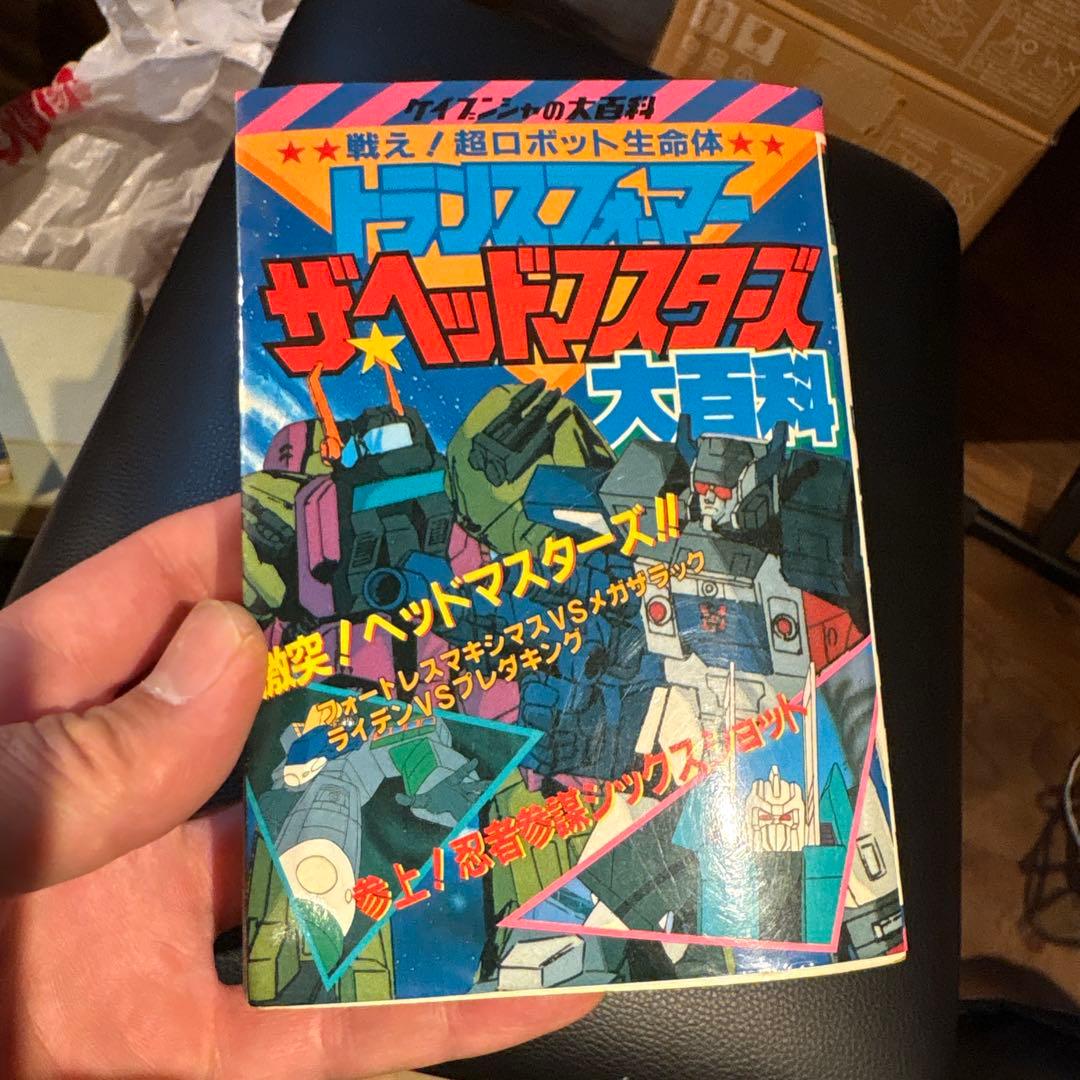 ケイブンシャの大百科
★★戦え!超ロボット生命体★★
トランスフォーマー
ザ★ヘッドマスターズ
大百科
激突!ヘッドマスターズ!!
フォートレスマキシマスVSメガザラック
ライデンVSプレダキング
参上!忍者参謀シックスショット